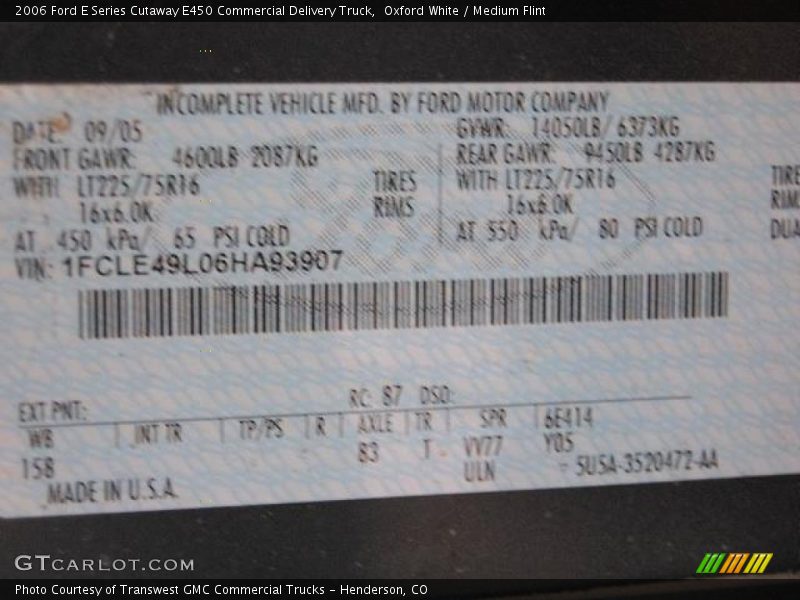 2006 Ford E Series Cutaway E450 Commercial Delivery Truck,  Oxford White / Medium Flint
INCOMPLETE VEHICLE MFD. BY FORD MOTOR COMPANY
DATE: 09/05 GVWR: 14050LB/ 6373KG
FRONT GAWR: 4600LB 2087KG REAR GAWR: 9450LB 4287KG
WITH LT225/75R16 TIRES WITH LT225/75R16 TIRE
16x6.0K RIMS 16x6.0K RIM
AT 450 kPa/ 65 PSI COLD AT 550 kPa/ 80 PSI COLD DUA
VIN: 1FCLE49L06HA93907
EXT PNT: RC: 87 DSO:
WB INT TR TP/PS R AXLE TR SPR 6E414
158 83 T VV77 Y05
ULN 5U5A-3520472-AA
MADE IN U.S.A.
GTCARLOT.COM
Photo Courtesy of Transwest GMC Commercial Trucks - Henderson, CO